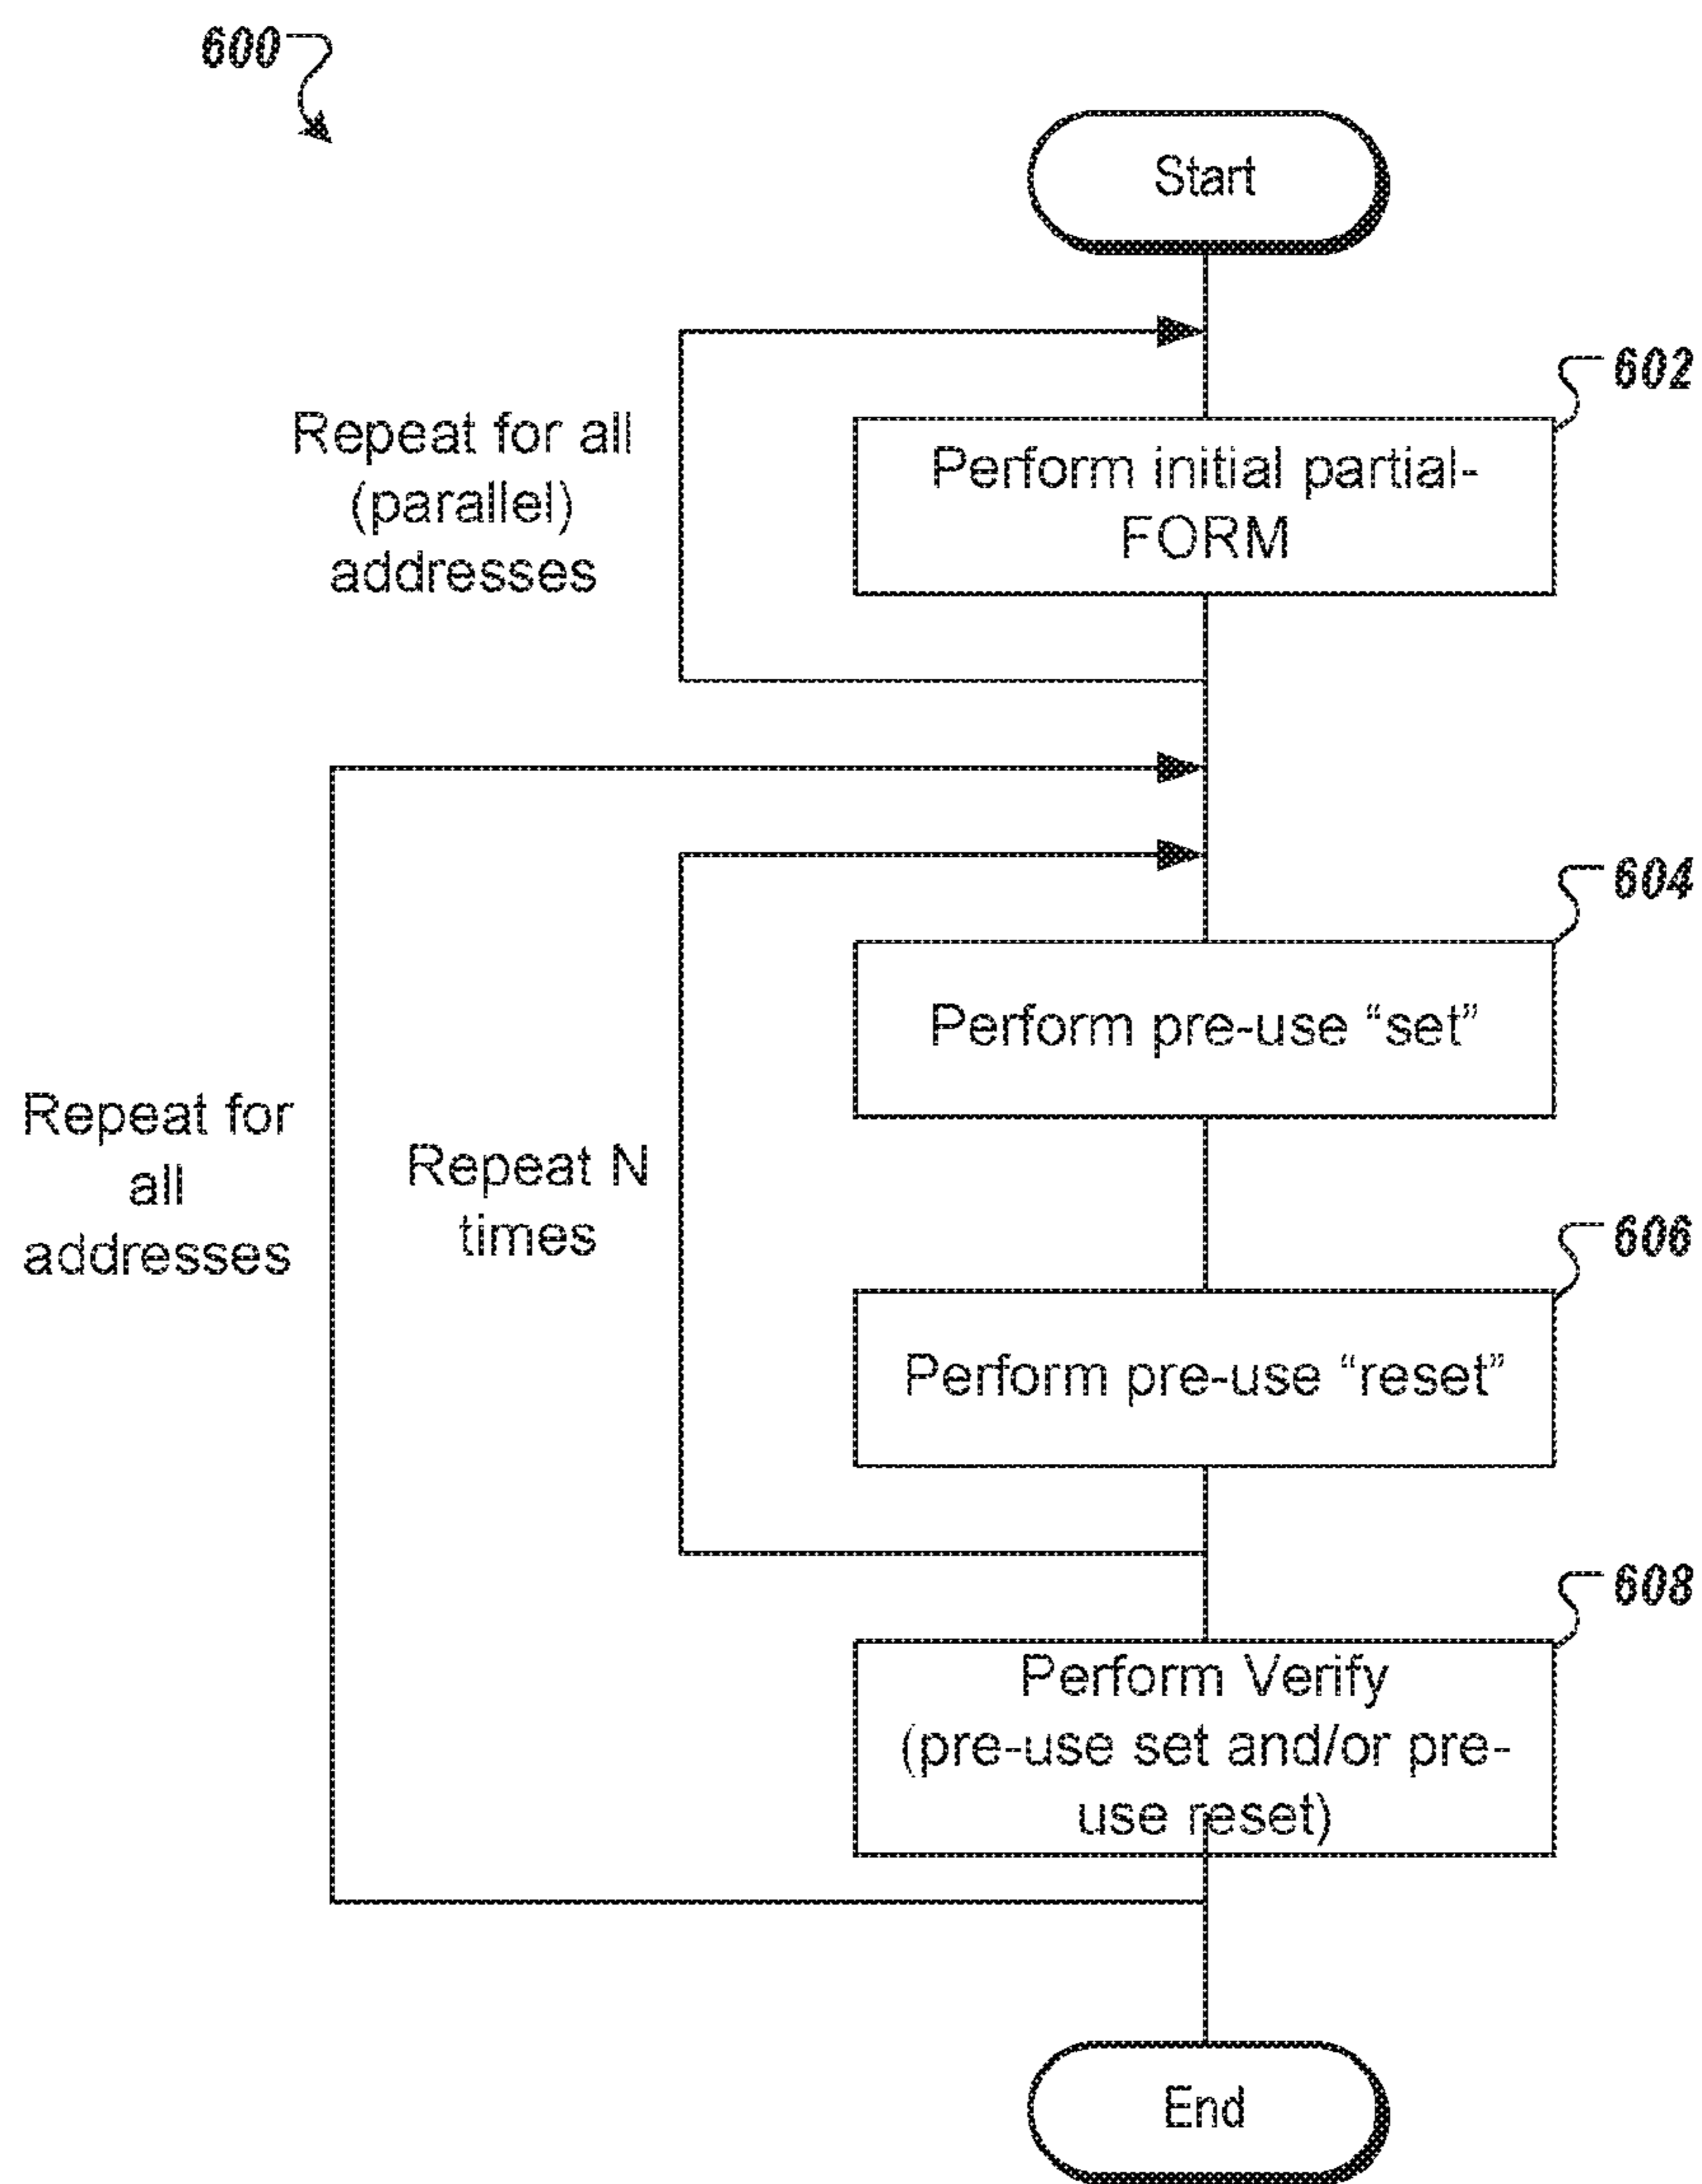 600
Start
602
Repeat for all
(parallel)
addresses
Perform initial partial-
FORM
604
Perform pre-use “set”
Repeat for
all
addresses
Repeat N
times
606
Perform pre-use “reset”
608
Perform Verify
(pre-use set and/or pre-
use reset)
End